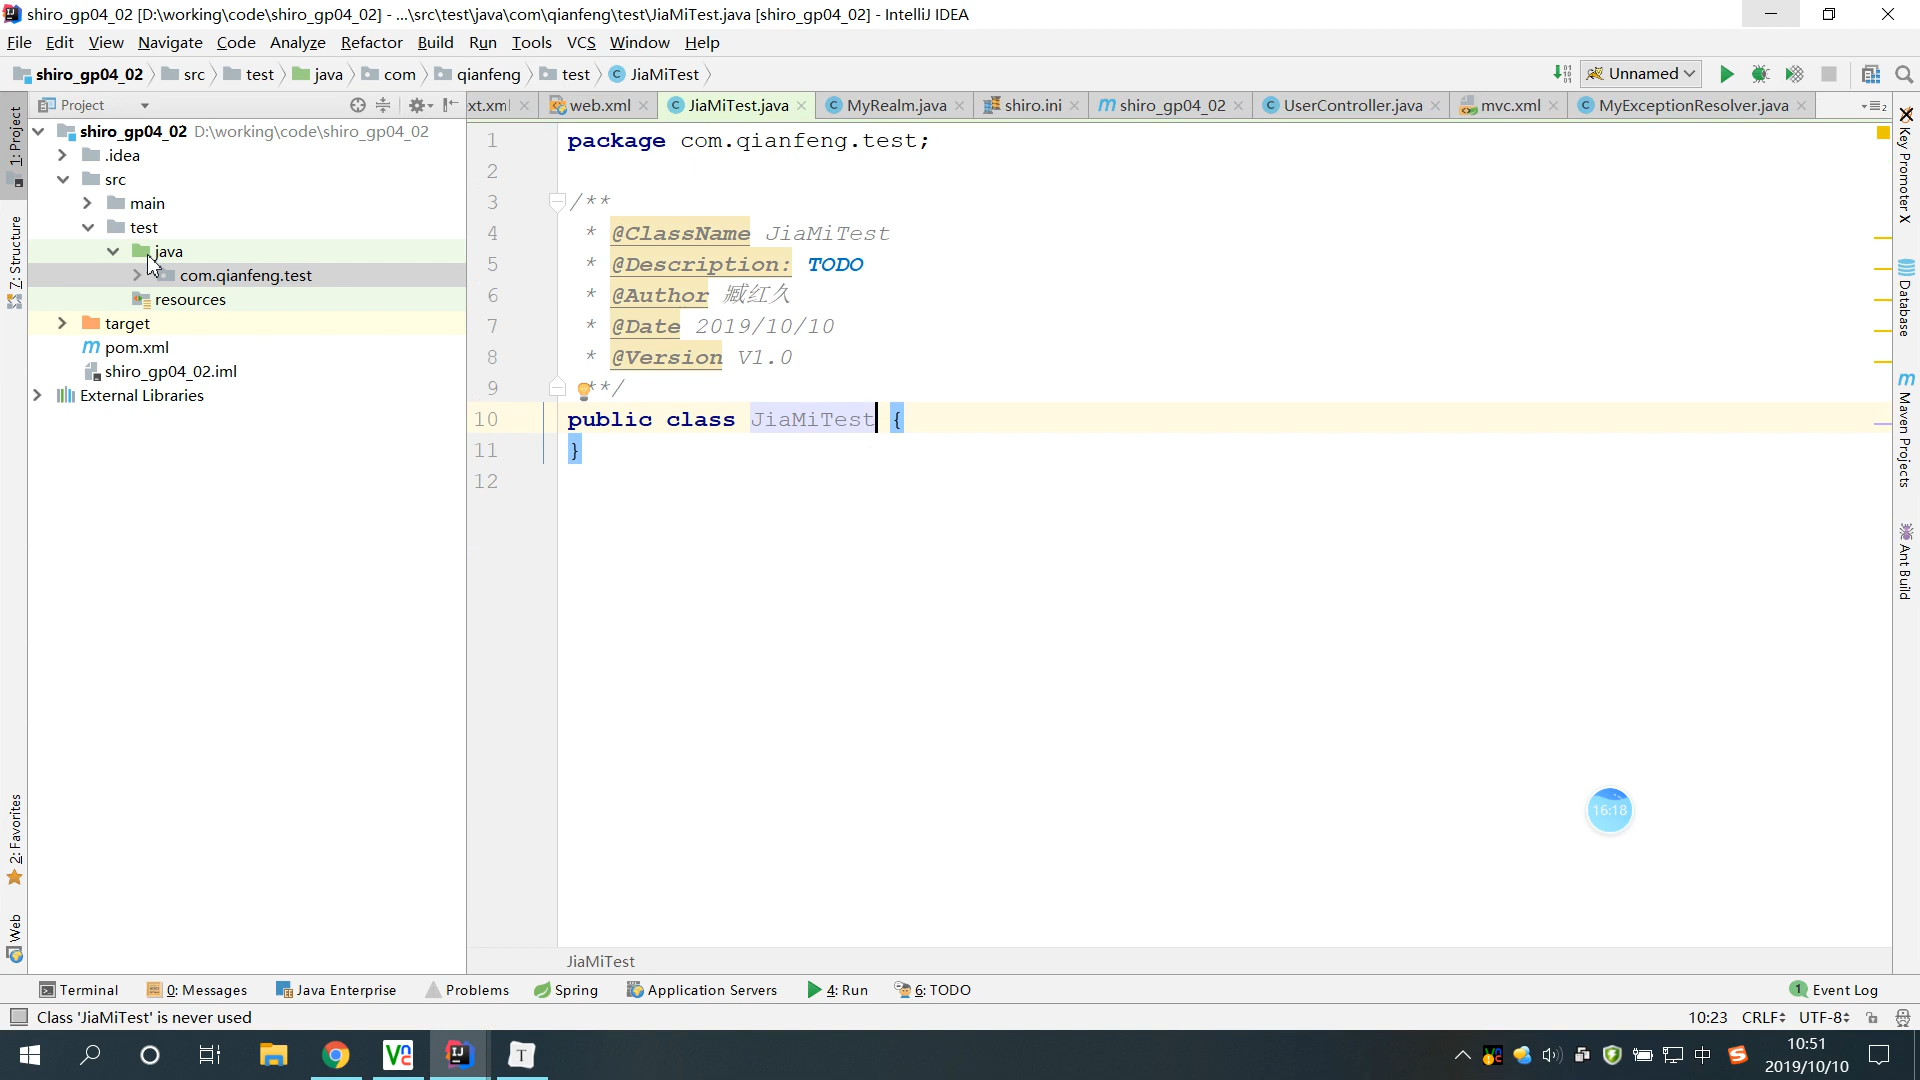 shiro_gp04_02 [D:\working\code\shiro_gp04_02] - ...\src\test\java\com\qianfeng\test\JiaMiTest.java [shiro_gp04_02] - IntelliJ IDEA
File Edit View Navigate Code Analyze Refactor Build Run Tools VCS Window Help
shiro_gp04_02 src test java com qianfeng test JiaMiTest
Unnamed
Project
xt.xml web.xml JiaMiTest.java MyRealm.java shiro.ini shiro_gp04_02 UserController.java mvc.xml MyExceptionResolver.java
2
shiro_gp04_02 D:\working\code\shiro_gp04_02
.idea
src
main
test
java
com.qianfeng.test
resources
target
pom.xml
shiro_gp04_02.iml
External Libraries
1 package com.qianfeng.test;
2
3 /**
4 * @ClassName JiaMiTest
5 * @Description: TODO
6 * @Author 臧红久
7 * @Date 2019/10/10
8 * @Version V1.0
9 **/
10 public class JiaMiTest {
11 }
12
1: Project
7: Structure
2: Favorites
Web
Key Promoter X
Database
Maven Projects
Ant Build
16:18
JiaMiTest
Terminal 0: Messages Java Enterprise Problems Spring Application Servers 4: Run 6: TODO 1 Event Log
Class 'JiaMiTest' is never used 10:23 CRLF UTF-8
T
中
10:51
2019/10/10